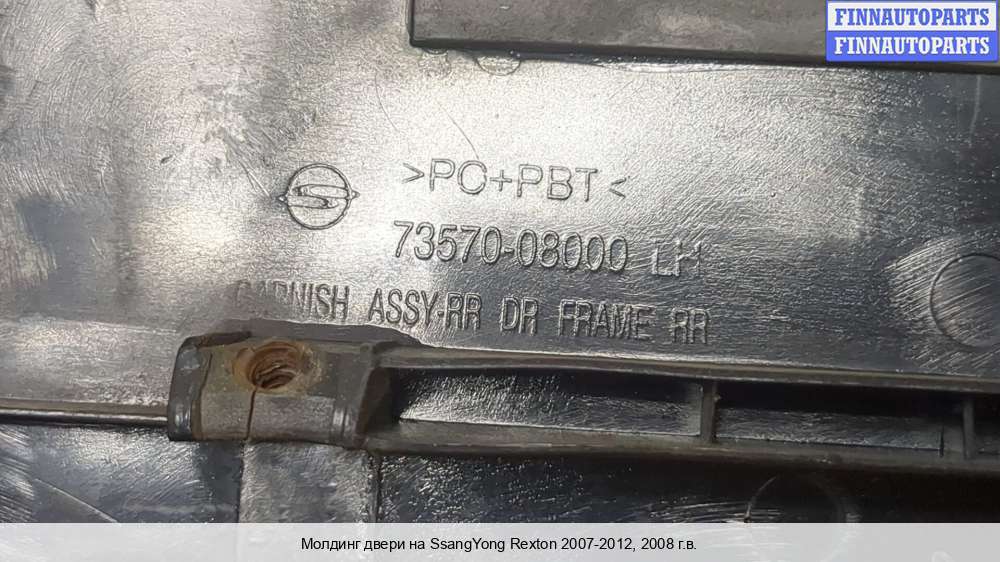 FINNAUTOPARTS
FINNAUTOPARTS
>PC+PBT<
73570-08000 LH
GARNISH ASSY-RR DR FRAME RR
Молдинг двери на SsangYong Rexton 2007-2012, 2008 г.в.